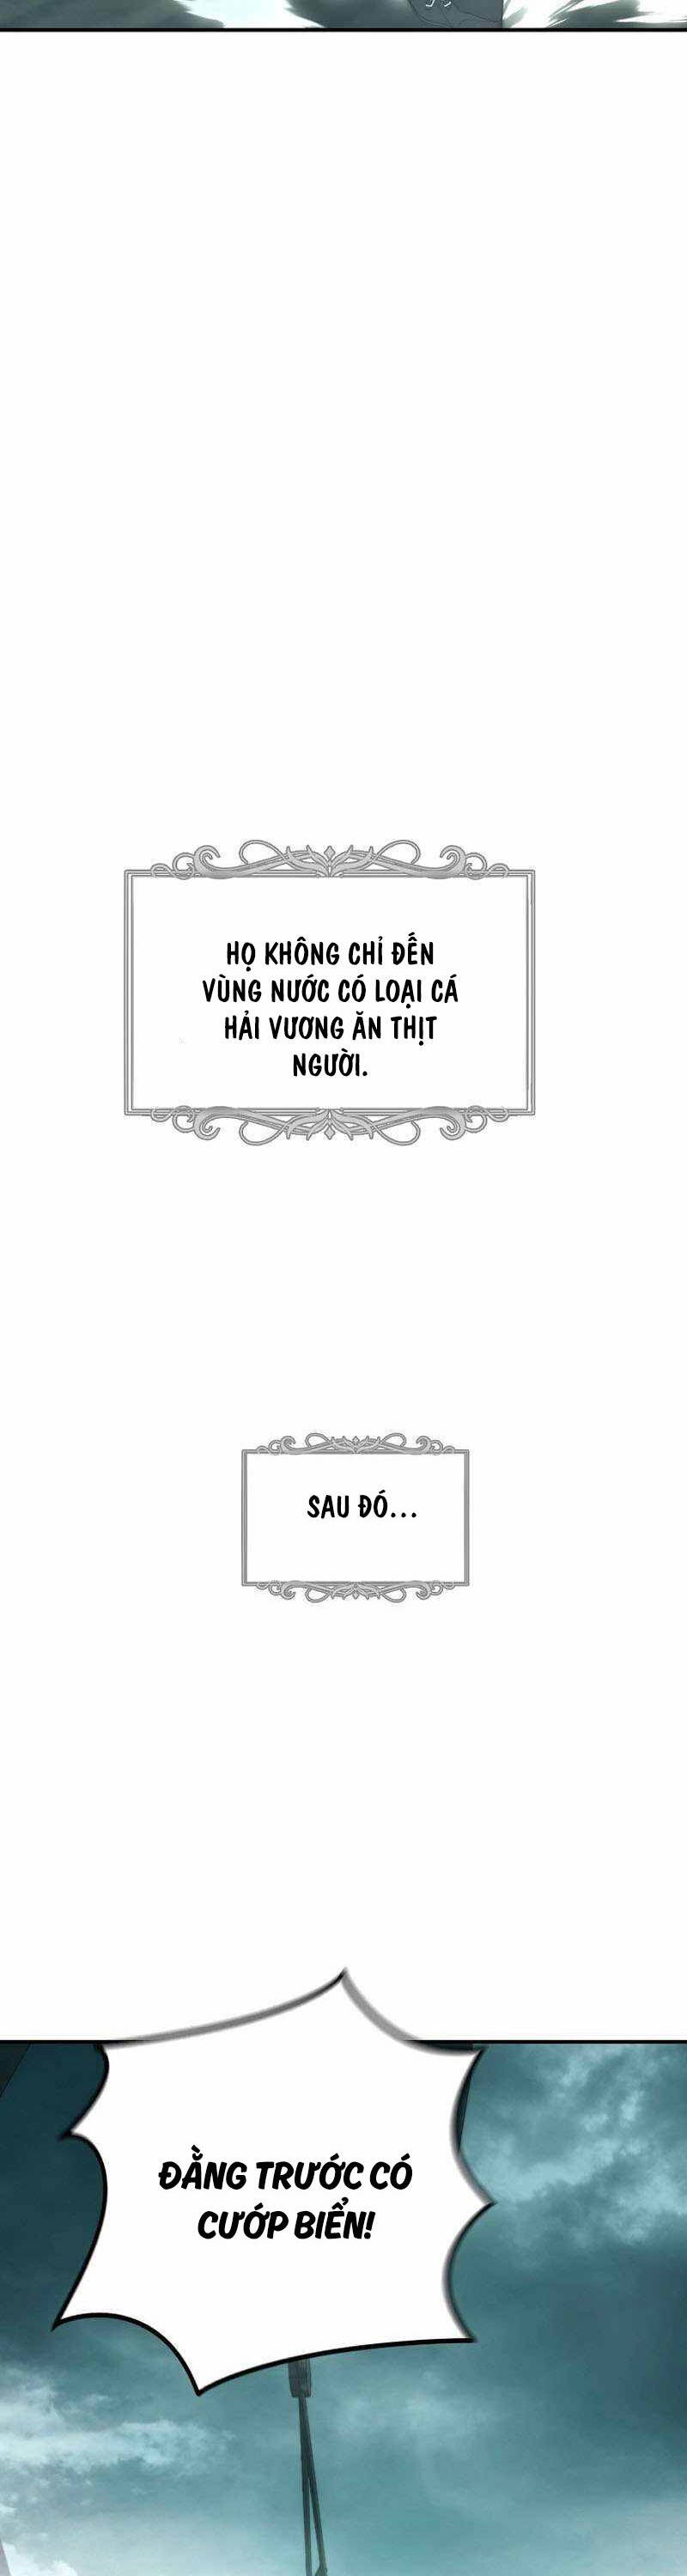 HỌ KHÔNG CHỈ ĐẾN
VÙNG NƯỚC CÓ LOẠI CÁ
HẢI VƯƠNG ĂN THỊT
NGƯỜI.
SAU ĐÓ...
ĐẰNG TRƯỚC CÓ
CƯỚP BIỂN!